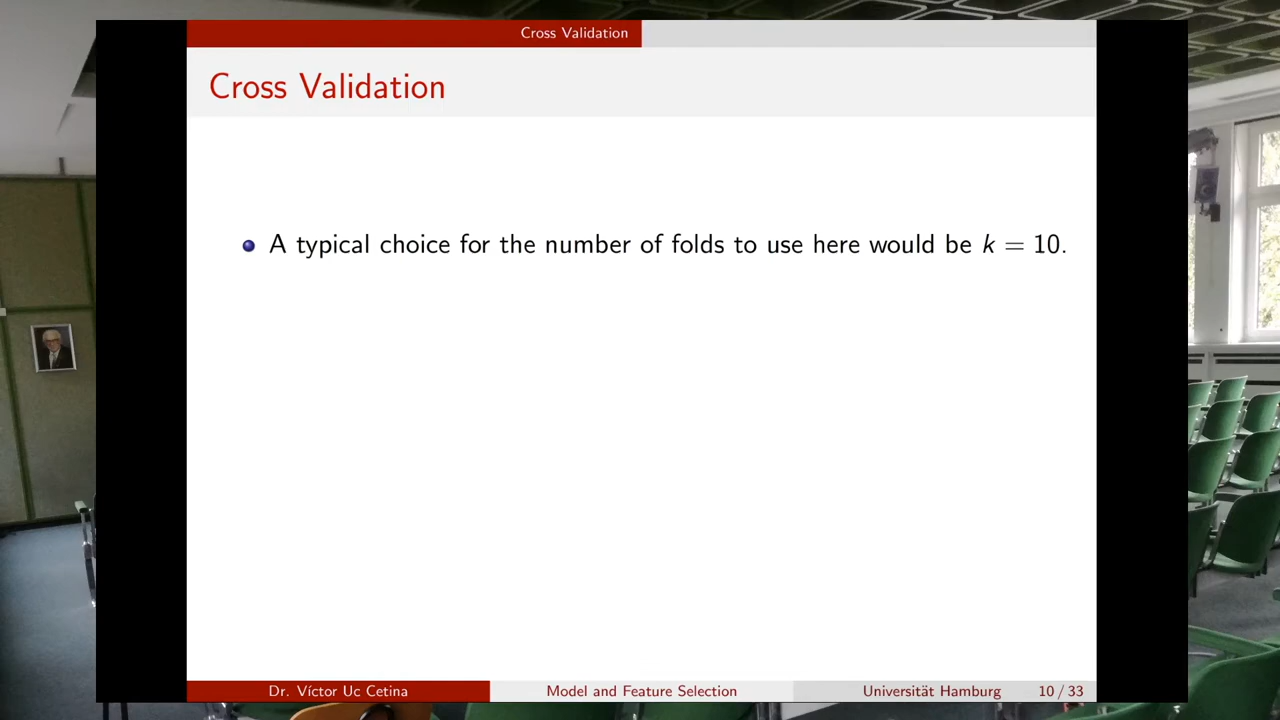 Cross Validation
Cross Validation
A typical choice for the number of folds to use here would be k = 10.
Dr. Víctor Uc Cetina
Model and Feature Selection
Universität Hamburg
10 / 33